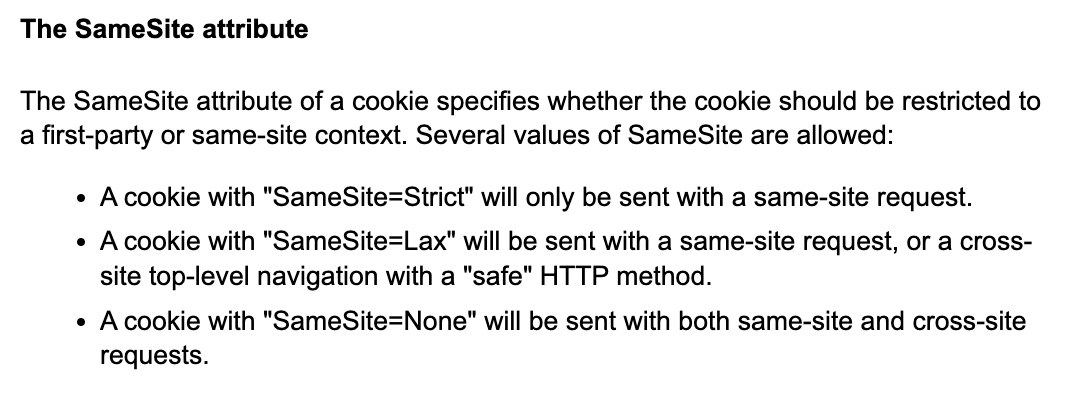 The SameSite attribute
The SameSite attribute of a cookie specifies whether the cookie should be restricted to
a first-party or same-site context. Several values of SameSite are allowed:
• A cookie with "SameSite=Strict" will only be sent with a same-site request.
• A cookie with "SameSite=Lax" will be sent with a same-site request, or a cross-
site top-level navigation with a "safe" HTTP method.
• A cookie with "SameSite=None" will be sent with both same-site and cross-site
requests.